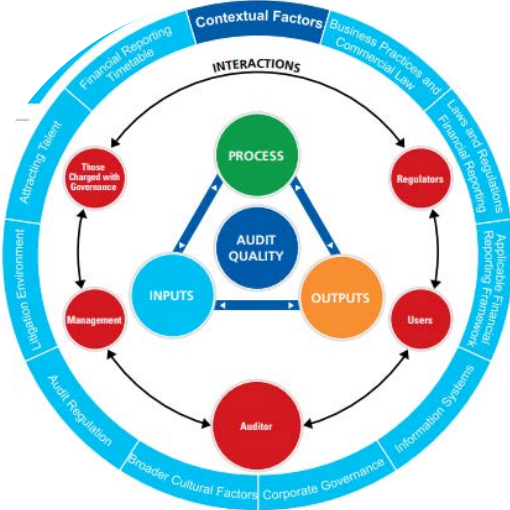 Contextual Factors
Business Practices and
Commercial Law
Laws and Regulations
Financial Reporting
Applicable Financial
Reporting Framework
Information Systems
Corporate Governance
Broader Cultural Factors
Audit Regulation
Litigation Environment
Attracting Talent
Financial Reporting
Timetable
INTERACTIONS
PROCESS
Those
Charged with
Governance
Regulators
AUDIT
QUALITY
INPUTS
OUTPUTS
Management
Users
Auditor